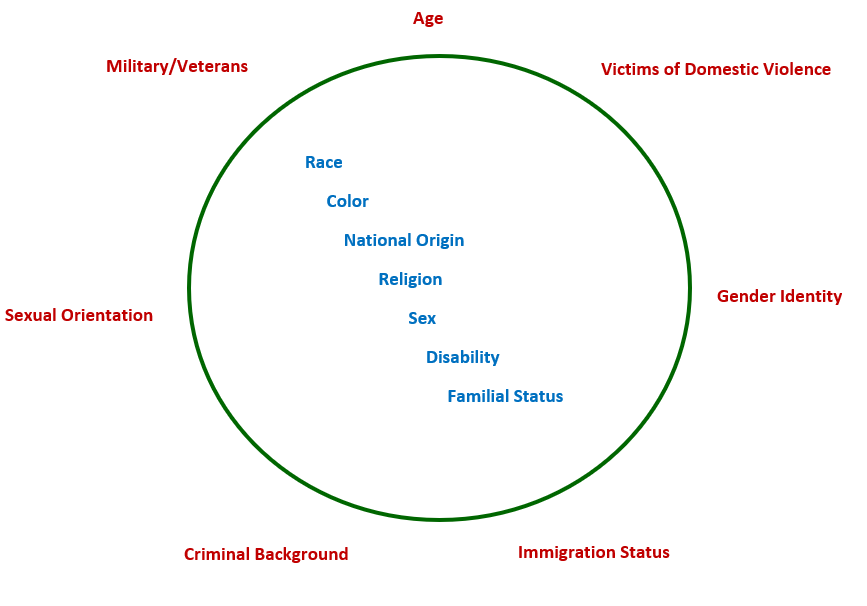 Age
Military/Veterans
Victims of Domestic Violence
Race
Color
National Origin
Religion
Sex
Disability
Familial Status
Sexual Orientation
Gender Identity
Criminal Background
Immigration Status